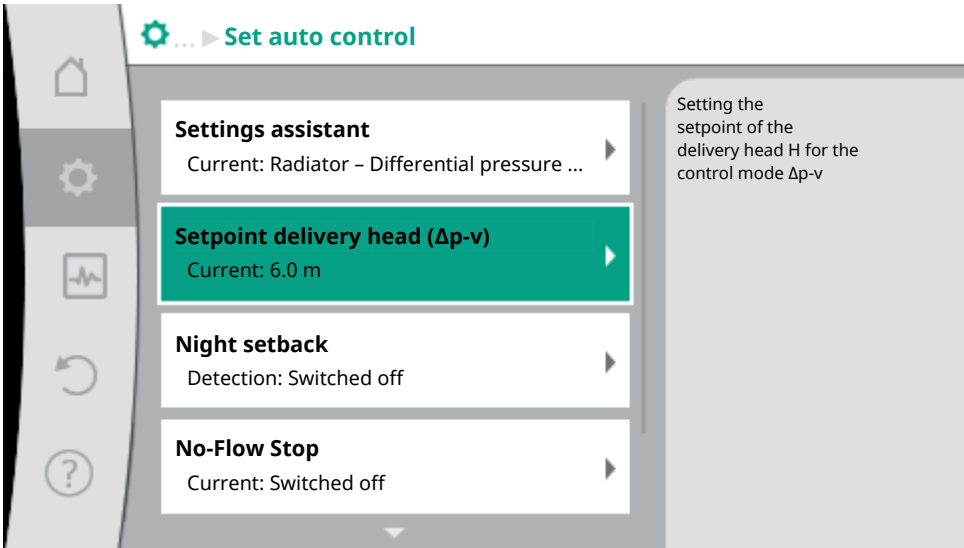 ... Set auto control
Settings assistant
Current: Radiator – Differential pressure ...
Setpoint delivery head (Δp-v)
Current: 6.0 m
Night setback
Detection: Switched off
No-Flow Stop
Current: Switched off
?
Setting the
setpoint of the
delivery head H for the
control mode Δp-v